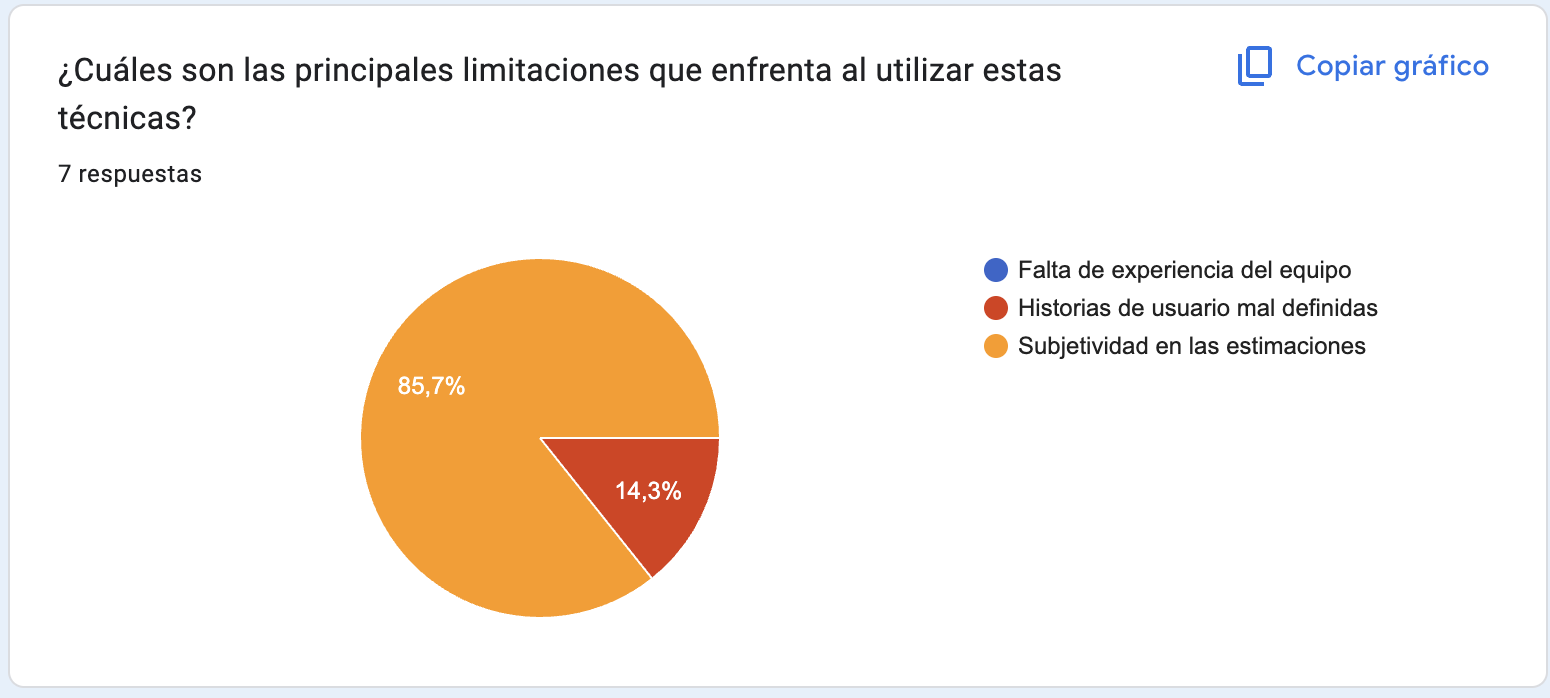 ¿Cuáles son las principales limitaciones que enfrenta al utilizar estas
técnicas?
Copiar gráfico
7 respuestas
Falta de experiencia del equipo
Historias de usuario mal definidas
Subjetividad en las estimaciones
85,7%
14,3%